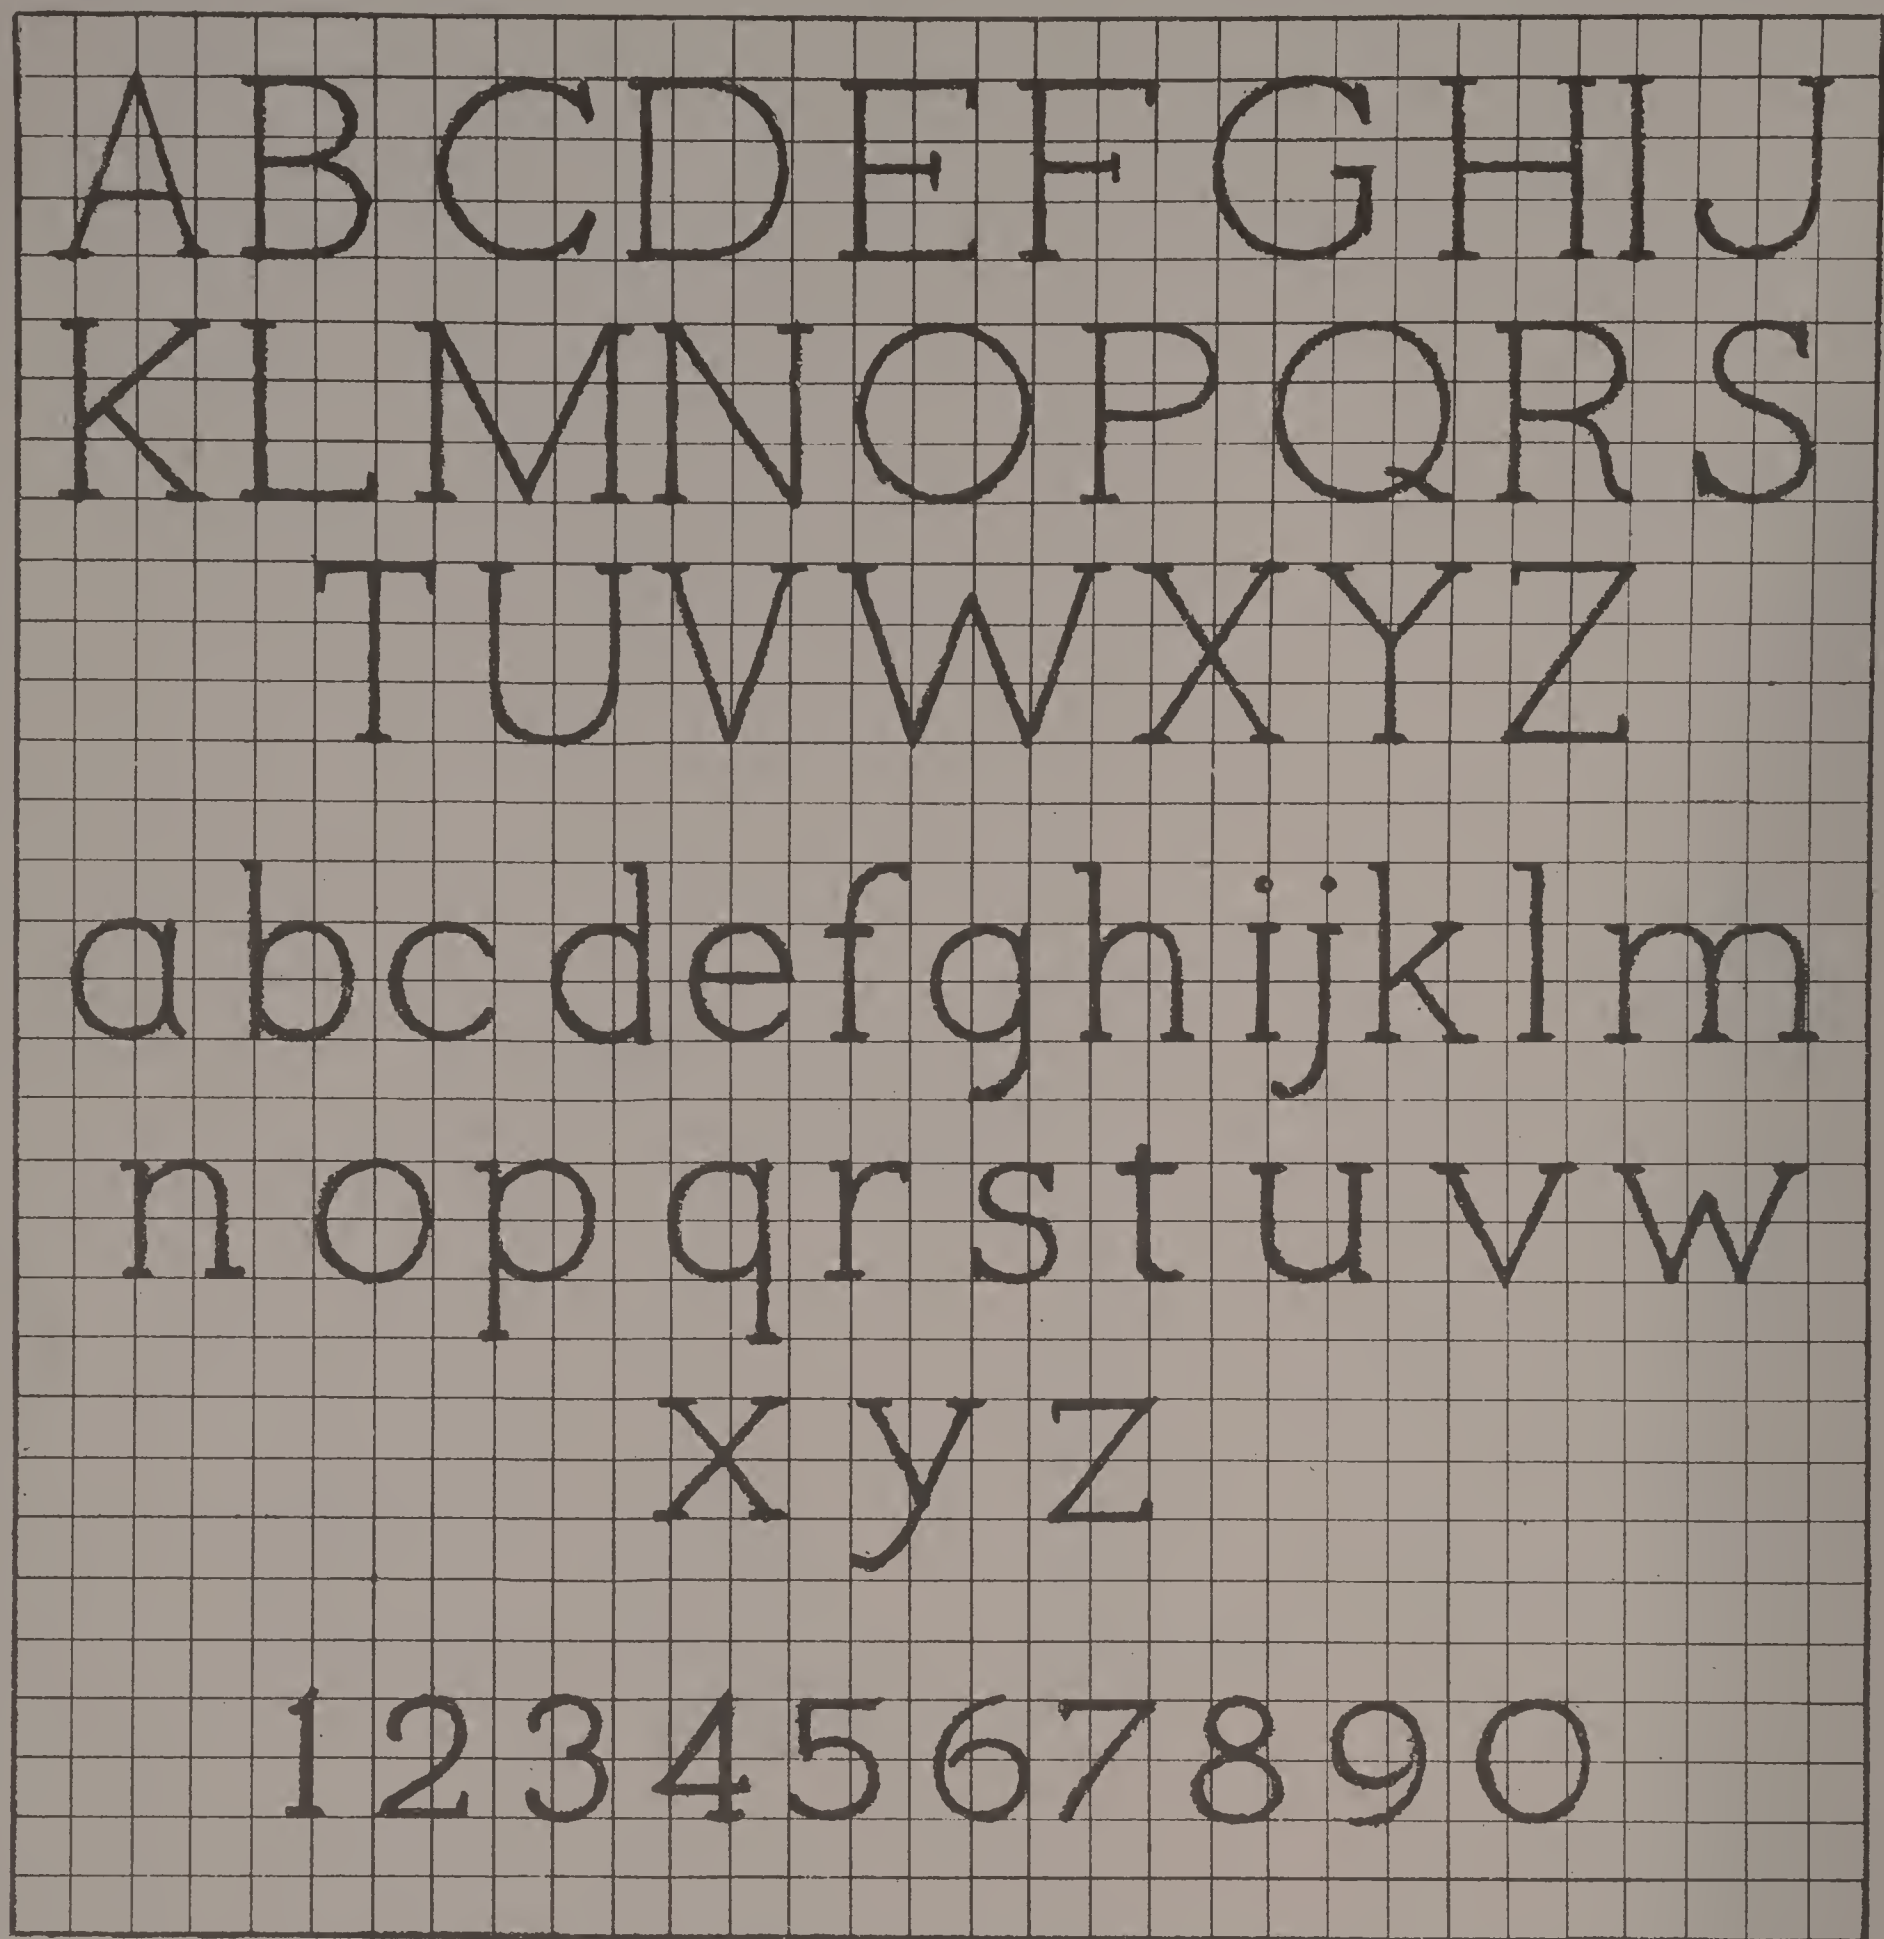 ABCDEFGHIJ
KLMNOPQRS
TUVWXYZ
abcdefghijklm
nopqrstuvw
xyz
1234567890